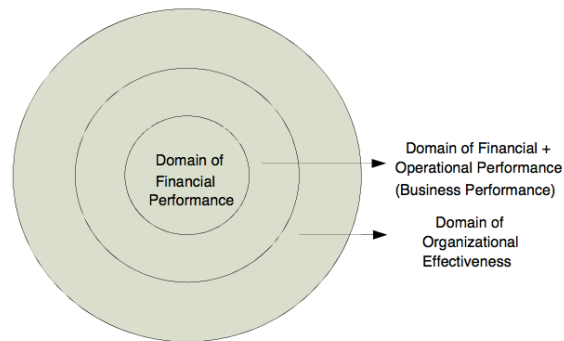 Domain of
Financial
Performance
Domain of Financial +
Operational Performance
(Business Performance)
Domain of
Organizational
Effectiveness